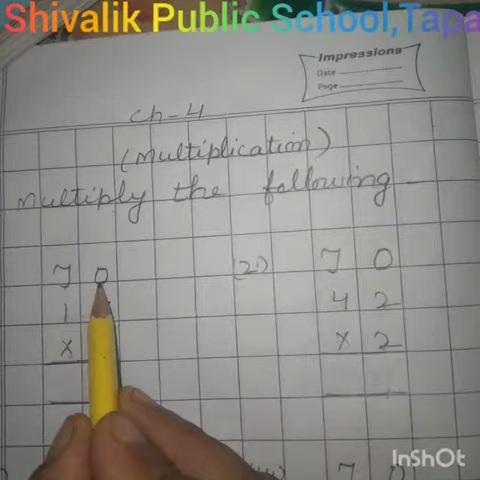 Shivalik Public School,Tapa
Impressions
Date
Page
Ch-4
(Multiplication)
Multiply the following
T O
(2) T O
1
4 2
×
× 2
T O
InShOt